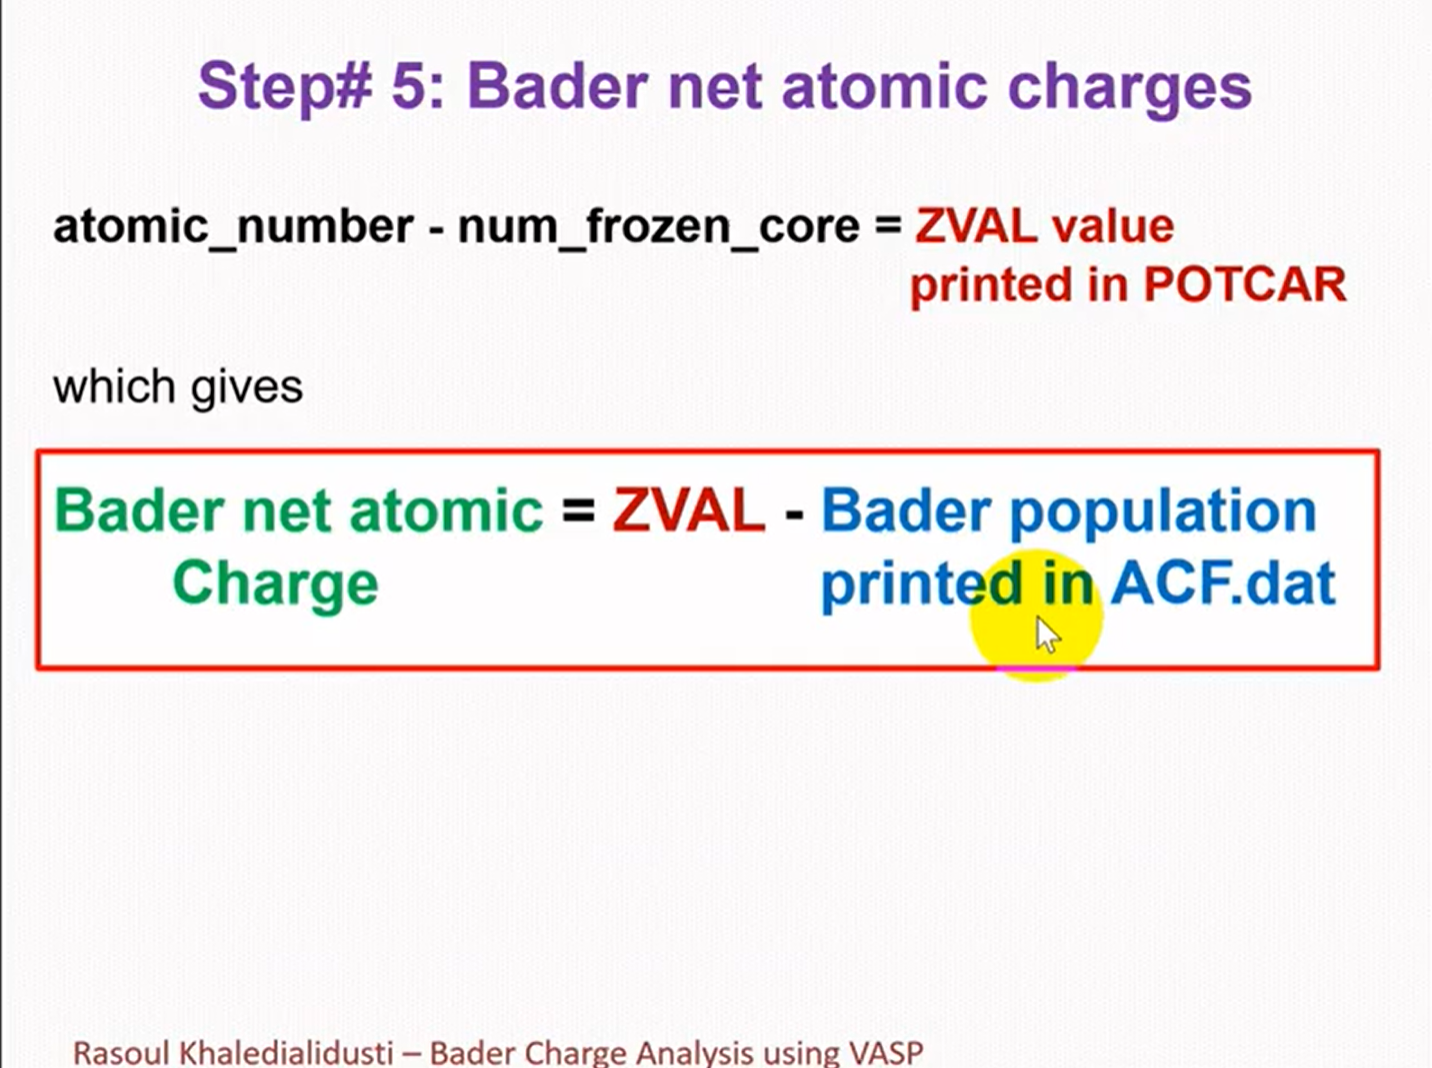 Step# 5: Bader net atomic charges
atomic_number - num_frozen_core = ZVAL value
printed in POTCAR
which gives
Bader net atomic = ZVAL - Bader population
Charge printed in ACF.dat
Rasoul Khaledialidusti – Bader Charge Analysis using VASP